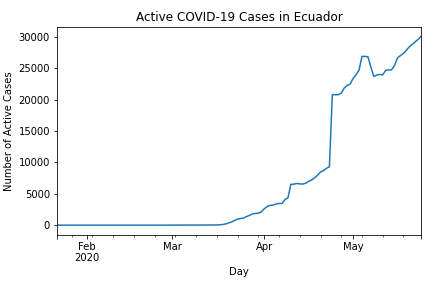 Active COVID-19 Cases in Ecuador
Number of Active Cases
30000
25000
20000
15000
10000
5000
0
Feb
2020
Mar
Apr
May
Day